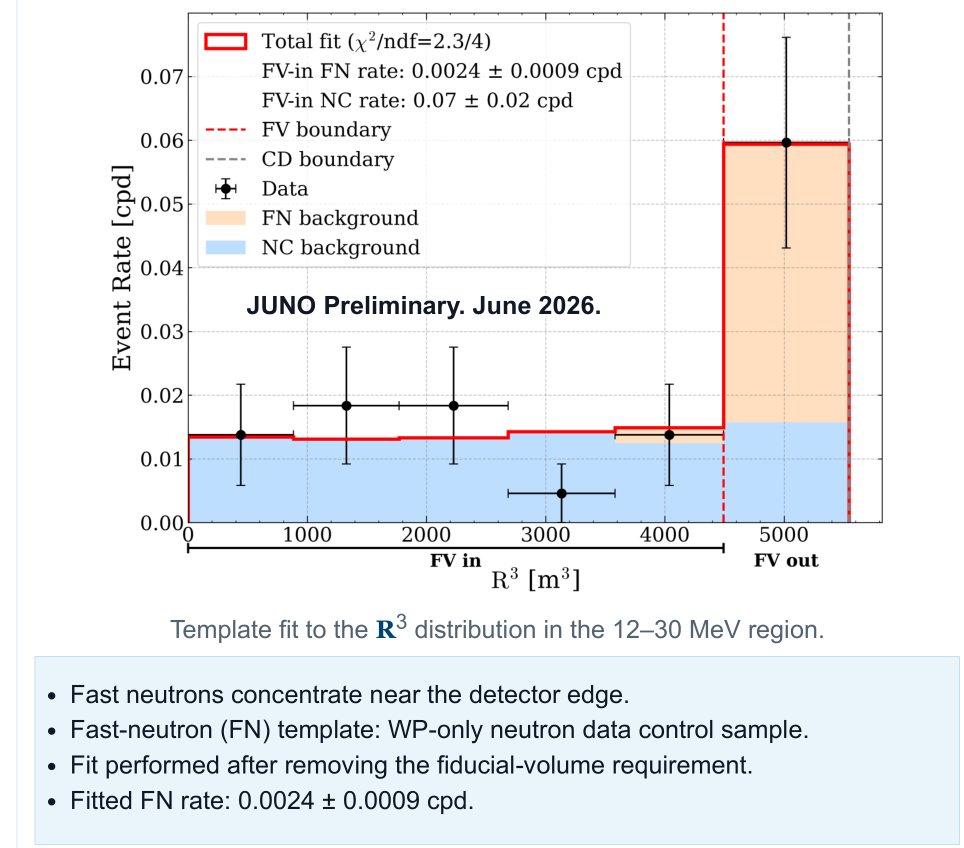 Total fit (χ²/ndf=2.3/4)
FV-in FN rate: 0.0024 ± 0.0009 cpd
FV-in NC rate: 0.07 ± 0.02 cpd
FV boundary
CD boundary
Data
FN background
NC background
JUNO Preliminary. June 2026.
Event Rate [cpd]
0.07
0.06
0.05
0.04
0.03
0.02
0.01
0.00
0 1000 2000 3000 4000 5000
FV in FV out
R³ [m³]
Template fit to the R³ distribution in the 12–30 MeV region.
• Fast neutrons concentrate near the detector edge.
• Fast-neutron (FN) template: WP-only neutron data control sample.
• Fit performed after removing the fiducial-volume requirement.
• Fitted FN rate: 0.0024 ± 0.0009 cpd.